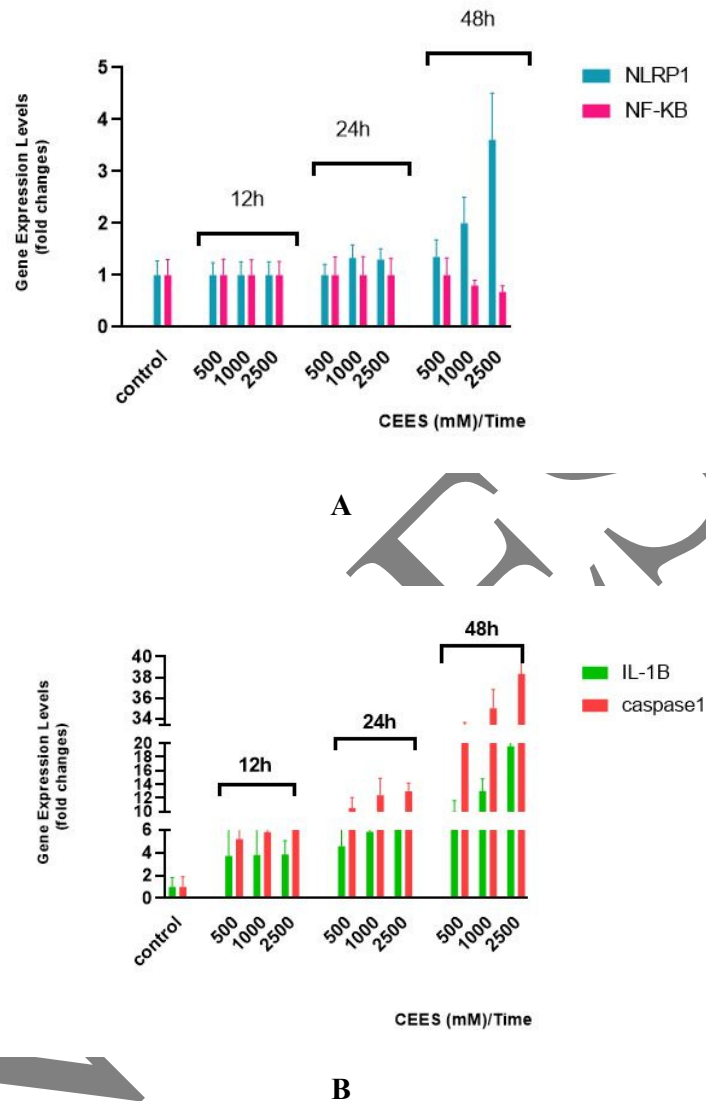 48h
5
NLRP1
NF-KB
4
24h
3
12h
2
1
0
Gene Expression Levels
(fold changes)
control
500
1000
2500
500
1000
2500
500
1000
2500
CEES (mM)/Time
A
48h
40
38
36
34
IL-1B
caspase1
24h
20
18
16
14
12
10
12h
6
4
2
0
Gene Expression Levels
(fold changes)
control
500
1000
2500
500
1000
2500
500
1000
2500
CEES (mM)/Time
B